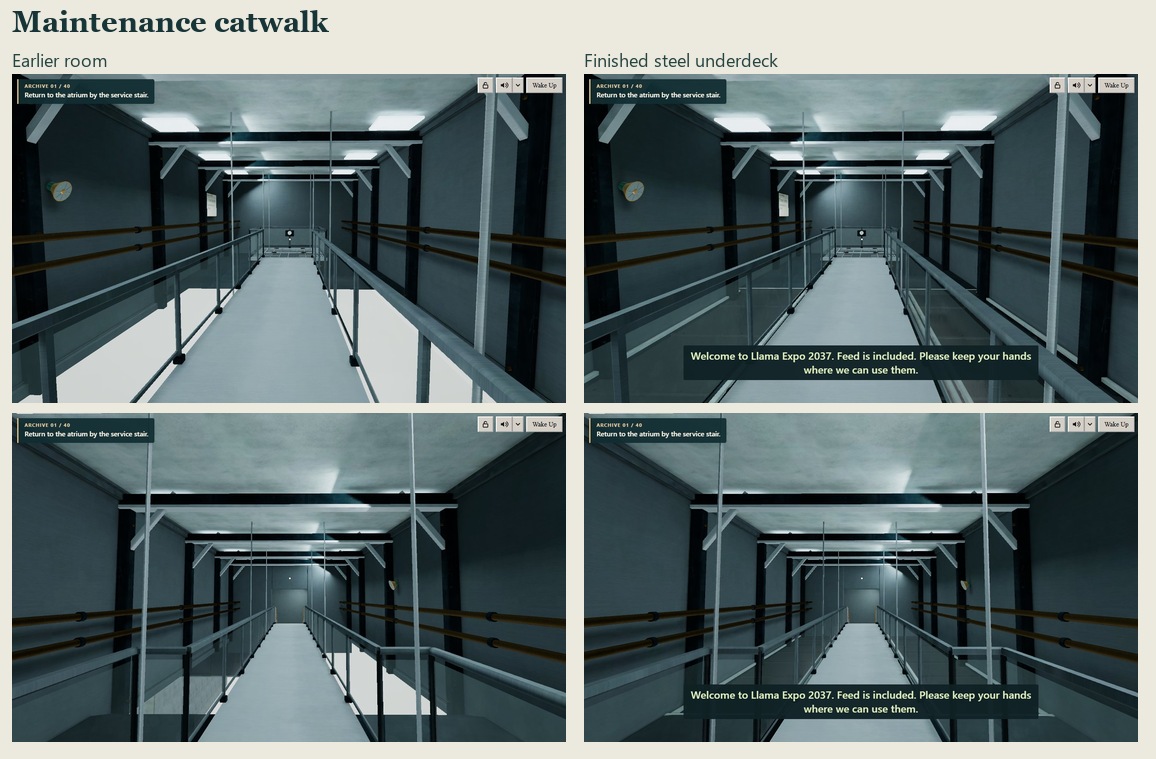 Maintenance catwalk
Earlier room
Finished steel underdeck
ARCHIVE 01 / 40
Return to the atrium by the service stair.
Wake Up
ARCHIVE 01 / 40
Return to the atrium by the service stair.
Wake Up
Welcome to Llama Expo 2037. Feed is included. Please keep your hands
where we can use them.
ARCHIVE 01 / 40
Return to the atrium by the service stair.
Wake Up
ARCHIVE 01 / 40
Return to the atrium by the service stair.
Wake Up
Welcome to Llama Expo 2037. Feed is included. Please keep your hands
where we can use them.